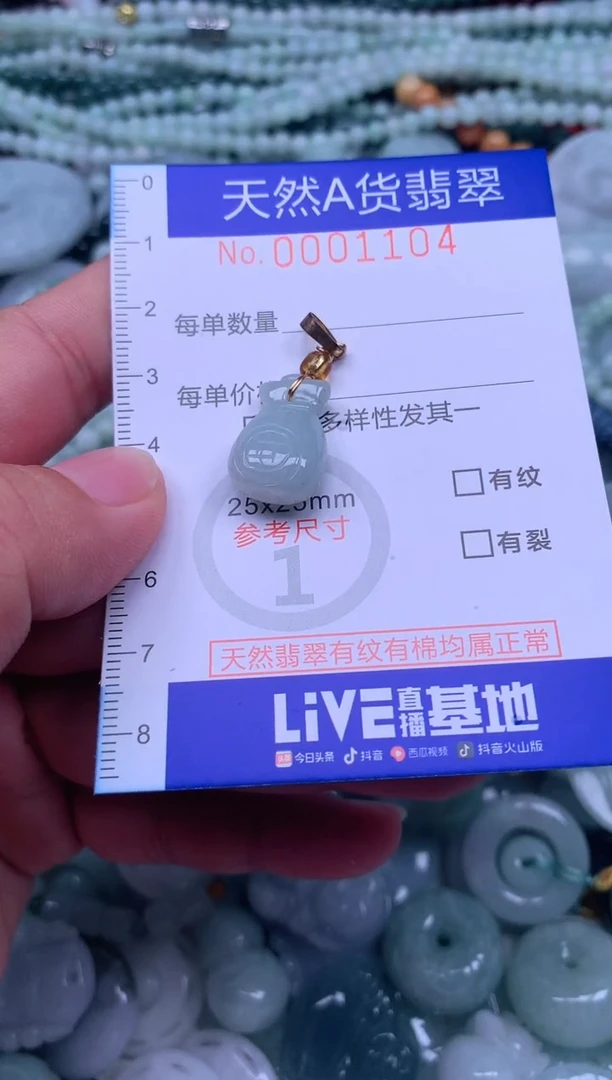 天然A货翡翠
No. 0001104
每单数量
每单价
多样性发其一
25x25mm
参考尺寸
1
有纹
有裂
天然翡翠有纹有棉均属正常
LiVE直播基地
头条 今日头条 抖音 西瓜视频 抖音火山版
0
1
2
3
4
6
7
8